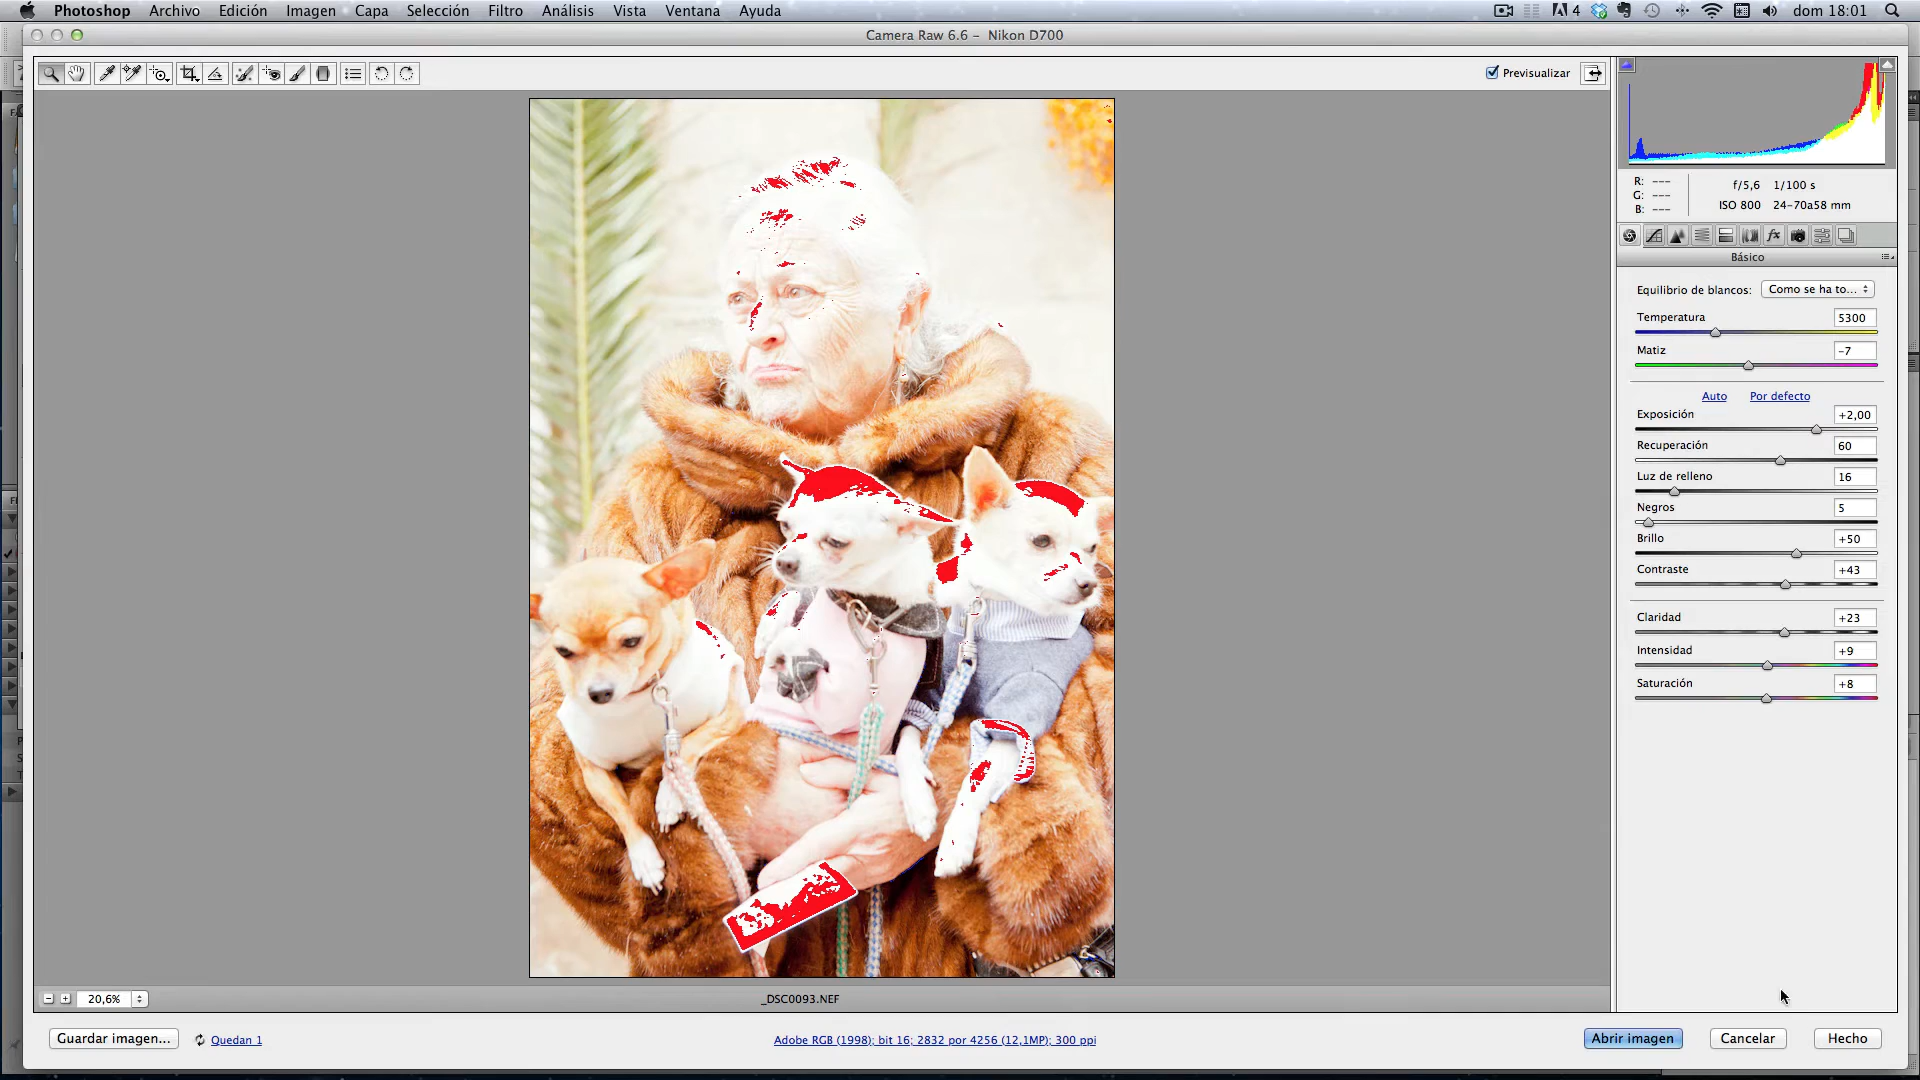 Photoshop Archivo Edición Imagen Capa Selección Filtro Análisis Vista Ventana Ayuda 4 dom 18:01
Camera Raw 6.6 - Nikon D700
Previsualizar
R: ---
G: ---
B: ---
f/5,6 1/100 s
ISO 800 24-70a58 mm
Básico
Equilibrio de blancos: Como se ha to...
Temperatura 5300
Matiz -7
Auto Por defecto
Exposición +2,00
Recuperación 60
Luz de relleno 16
Negros 5
Brillo +50
Contraste +43
Claridad +23
Intensidad +9
Saturación +8
20,6% _DSC0093.NEF
Guardar imagen... Quedan 1 Adobe RGB (1998); bit 16; 2832 por 4256 (12,1MP); 300 ppi Abrir imagen Cancelar Hecho